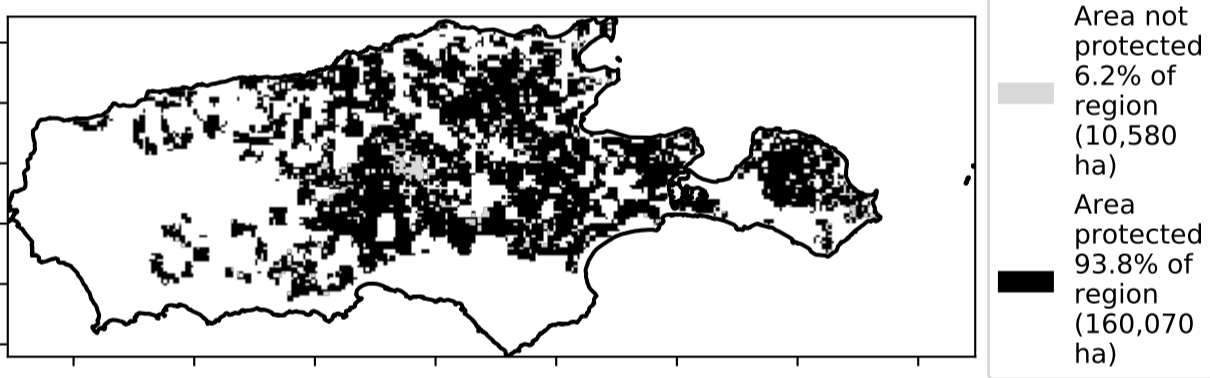 Area not
protected
6.2% of
region
(10,580
ha)
Area
protected
93.8% of
region
(160,070
ha)